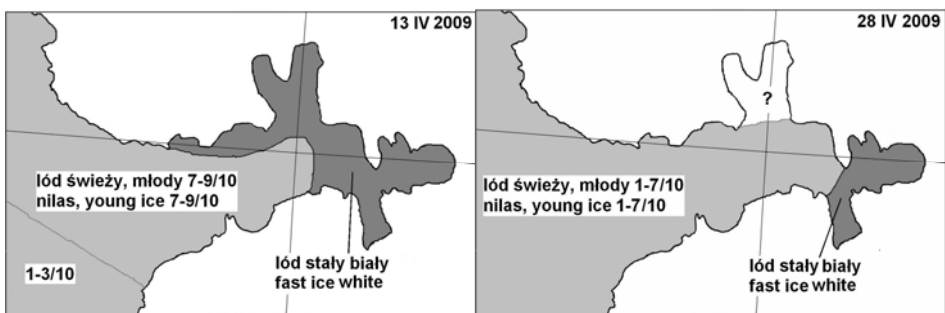 13 IV 2009
lód świeży, młody 7-9/10
nilas, young ice 7-9/10
1-3/10
lód stały biały
fast ice white
28 IV 2009
?
lód świeży, młody 1-7/10
nilas, young ice 1-7/10
lód stały biały
fast ice white